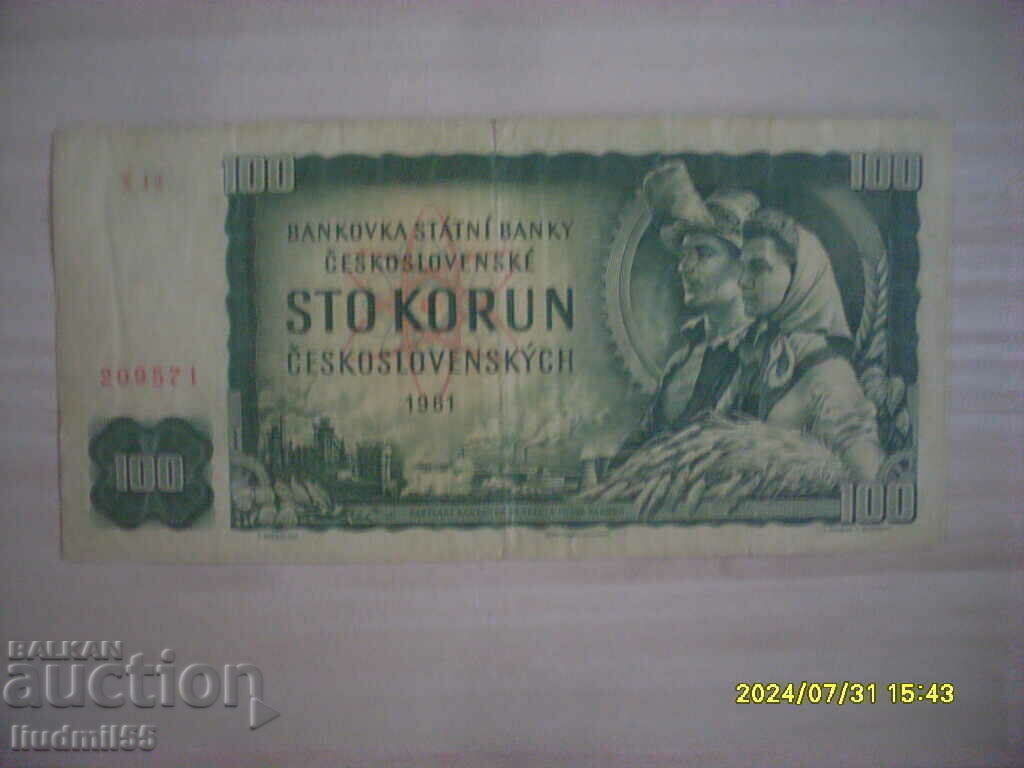 100
100
BANKOVKA STÁTNÍ BANKY
ČESKOSLOVENSKÉ
STO KORUN
ČESKOSLOVENSKÝCH
1961
209571
100
100
BALKAN
auction
liudmil55
2024/07/31 15:43